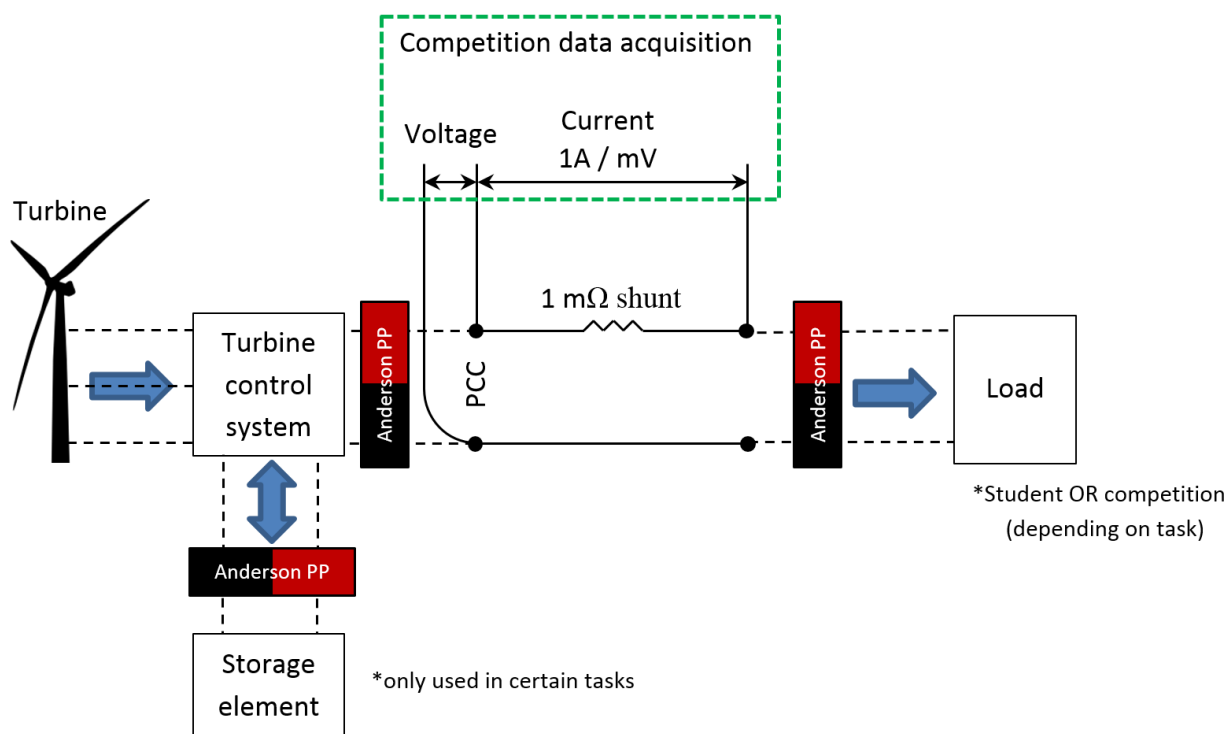 Competition data acquisition
Voltage
Current
1A / mV
Turbine
1 mΩ shunt
Turbine
control
system
Anderson PP
PCC
Anderson PP
Load
*Student OR competition
(depending on task)
Anderson PP
Storage
element
*only used in certain tasks